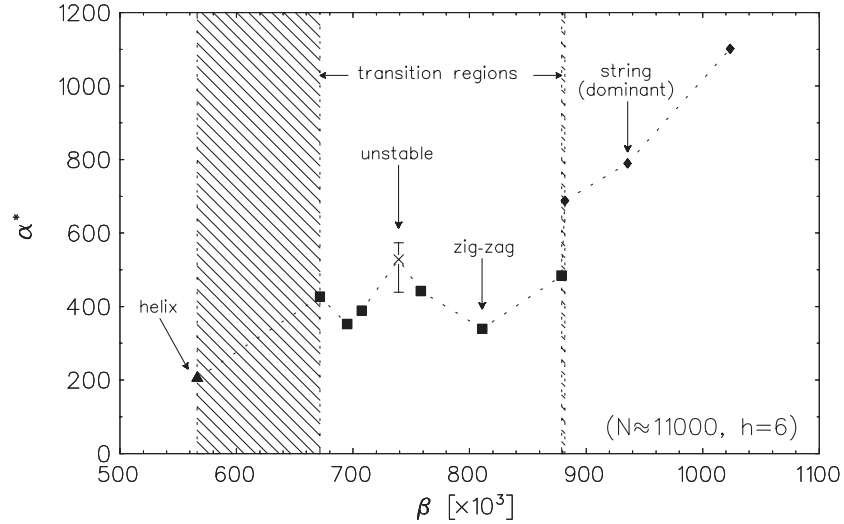 1200
1000
800
600
400
200
0
α*
transition regions
string
(dominant)
unstable
zig-zag
helix
(N≈11000, h=6)
500 600 700 800 900 1000 1100
β [×10³]